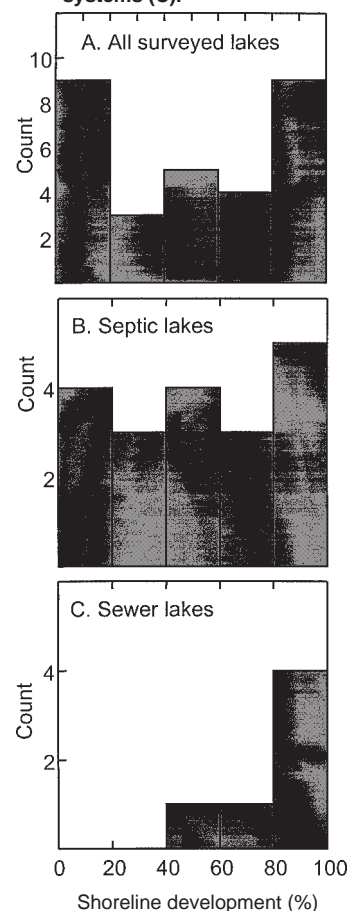 systems (C).
A. All surveyed lakes
10
8
6
4
2
Count
B. Septic lakes
4
2
Count
C. Sewer lakes
4
2
Count
0 20 40 60 80 100
Shoreline development (%)